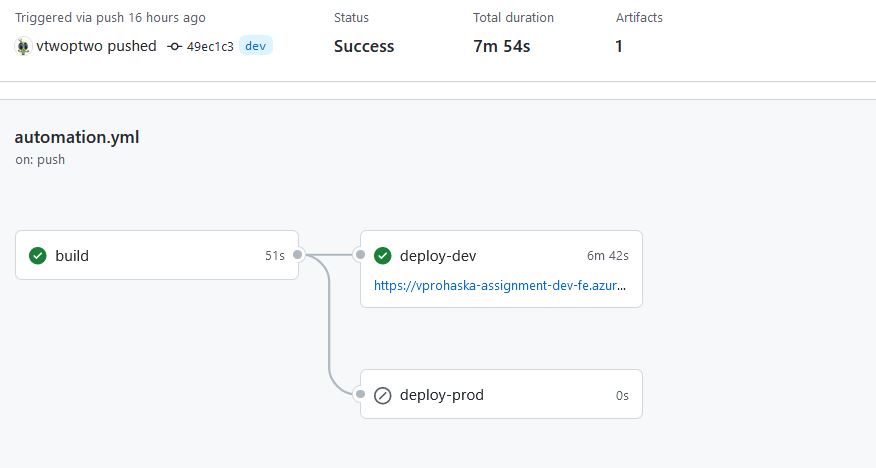 Triggered via push 16 hours ago
vtwoptwo pushed 49ec1c3 dev
Status
Success
Total duration
7m 54s
Artifacts
1
automation.yml
on: push
build 51s
deploy-dev 6m 42s
https://vprohaska-assignment-dev-fe.azur...
deploy-prod 0s